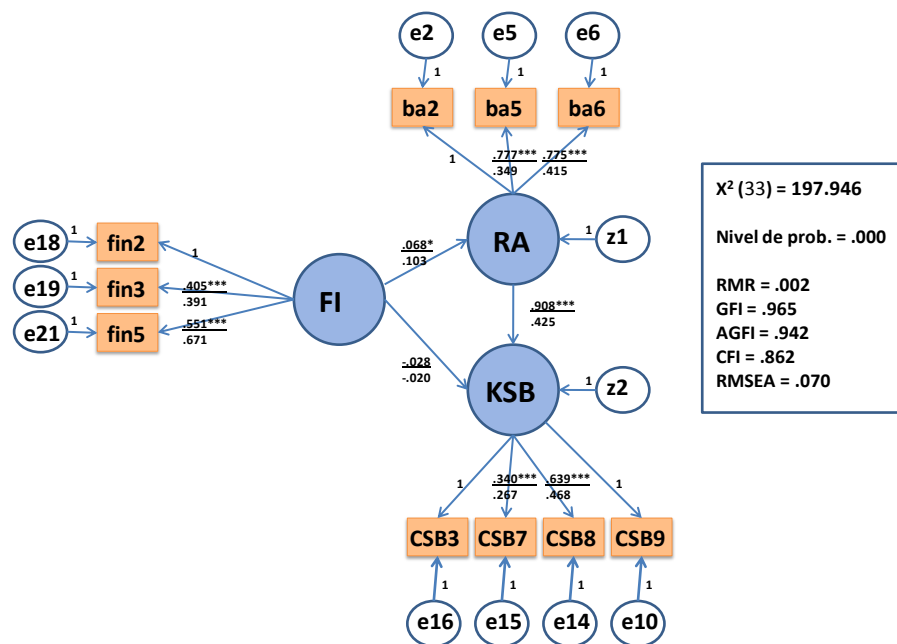 e2 e5 e6
1 1 1
ba2 ba5 ba6
1 .777*** .775***
.349 .415
X² (33) = 197.946
Nivel de prob. = .000
RMR = .002
GFI = .965
AGFI = .942
CFI = .862
RMSEA = .070
e18 1 fin2
e19 1 fin3
e21 1 fin5
1
.405***
.391
.551***
.671
FI
.068*
.103
RA
1 z1
.908***
.425
-.028
-.020
KSB
1 z2
1 .340*** .639*** 1
.267 .468
CSB3 CSB7 CSB8 CSB9
1 1 1 1
e16 e15 e14 e10